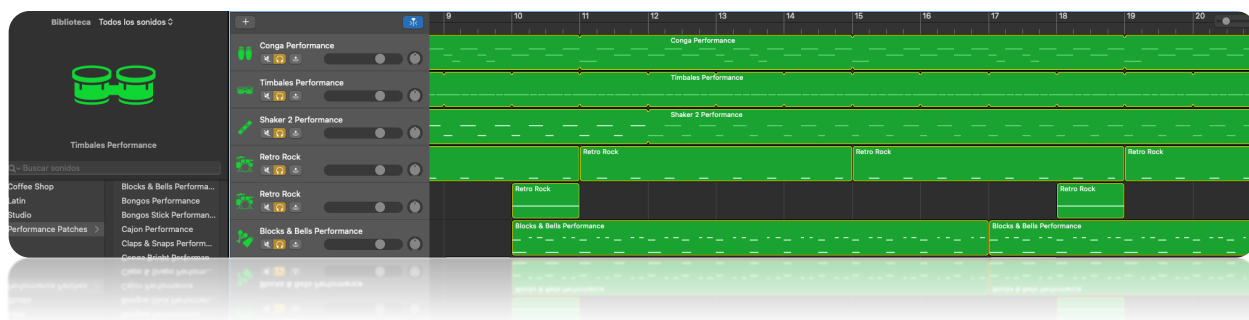 Biblioteca Todos los sonidos
Timbales Performance
Buscar sonidos
Coffee Shop
Latin
Studio
Performance Patches
Blocks & Bells Performa...
Bongos Performance
Bongos Stick Performan...
Cajon Performance
Claps & Snaps Perform...
Conga Bright Performan
9 10 11 12 13 14 15 16 17 18 19 20
Conga Performance
Conga Performance
Timbales Performance
Timbales Performance
Shaker 2 Performance
Shaker 2 Performance
Retro Rock
Retro Rock
Retro Rock
Retro Rock
Retro Rock
Retro Rock
Retro Rock
Blocks & Bells Performance
Blocks & Bells Performance
Blocks & Bells Performance